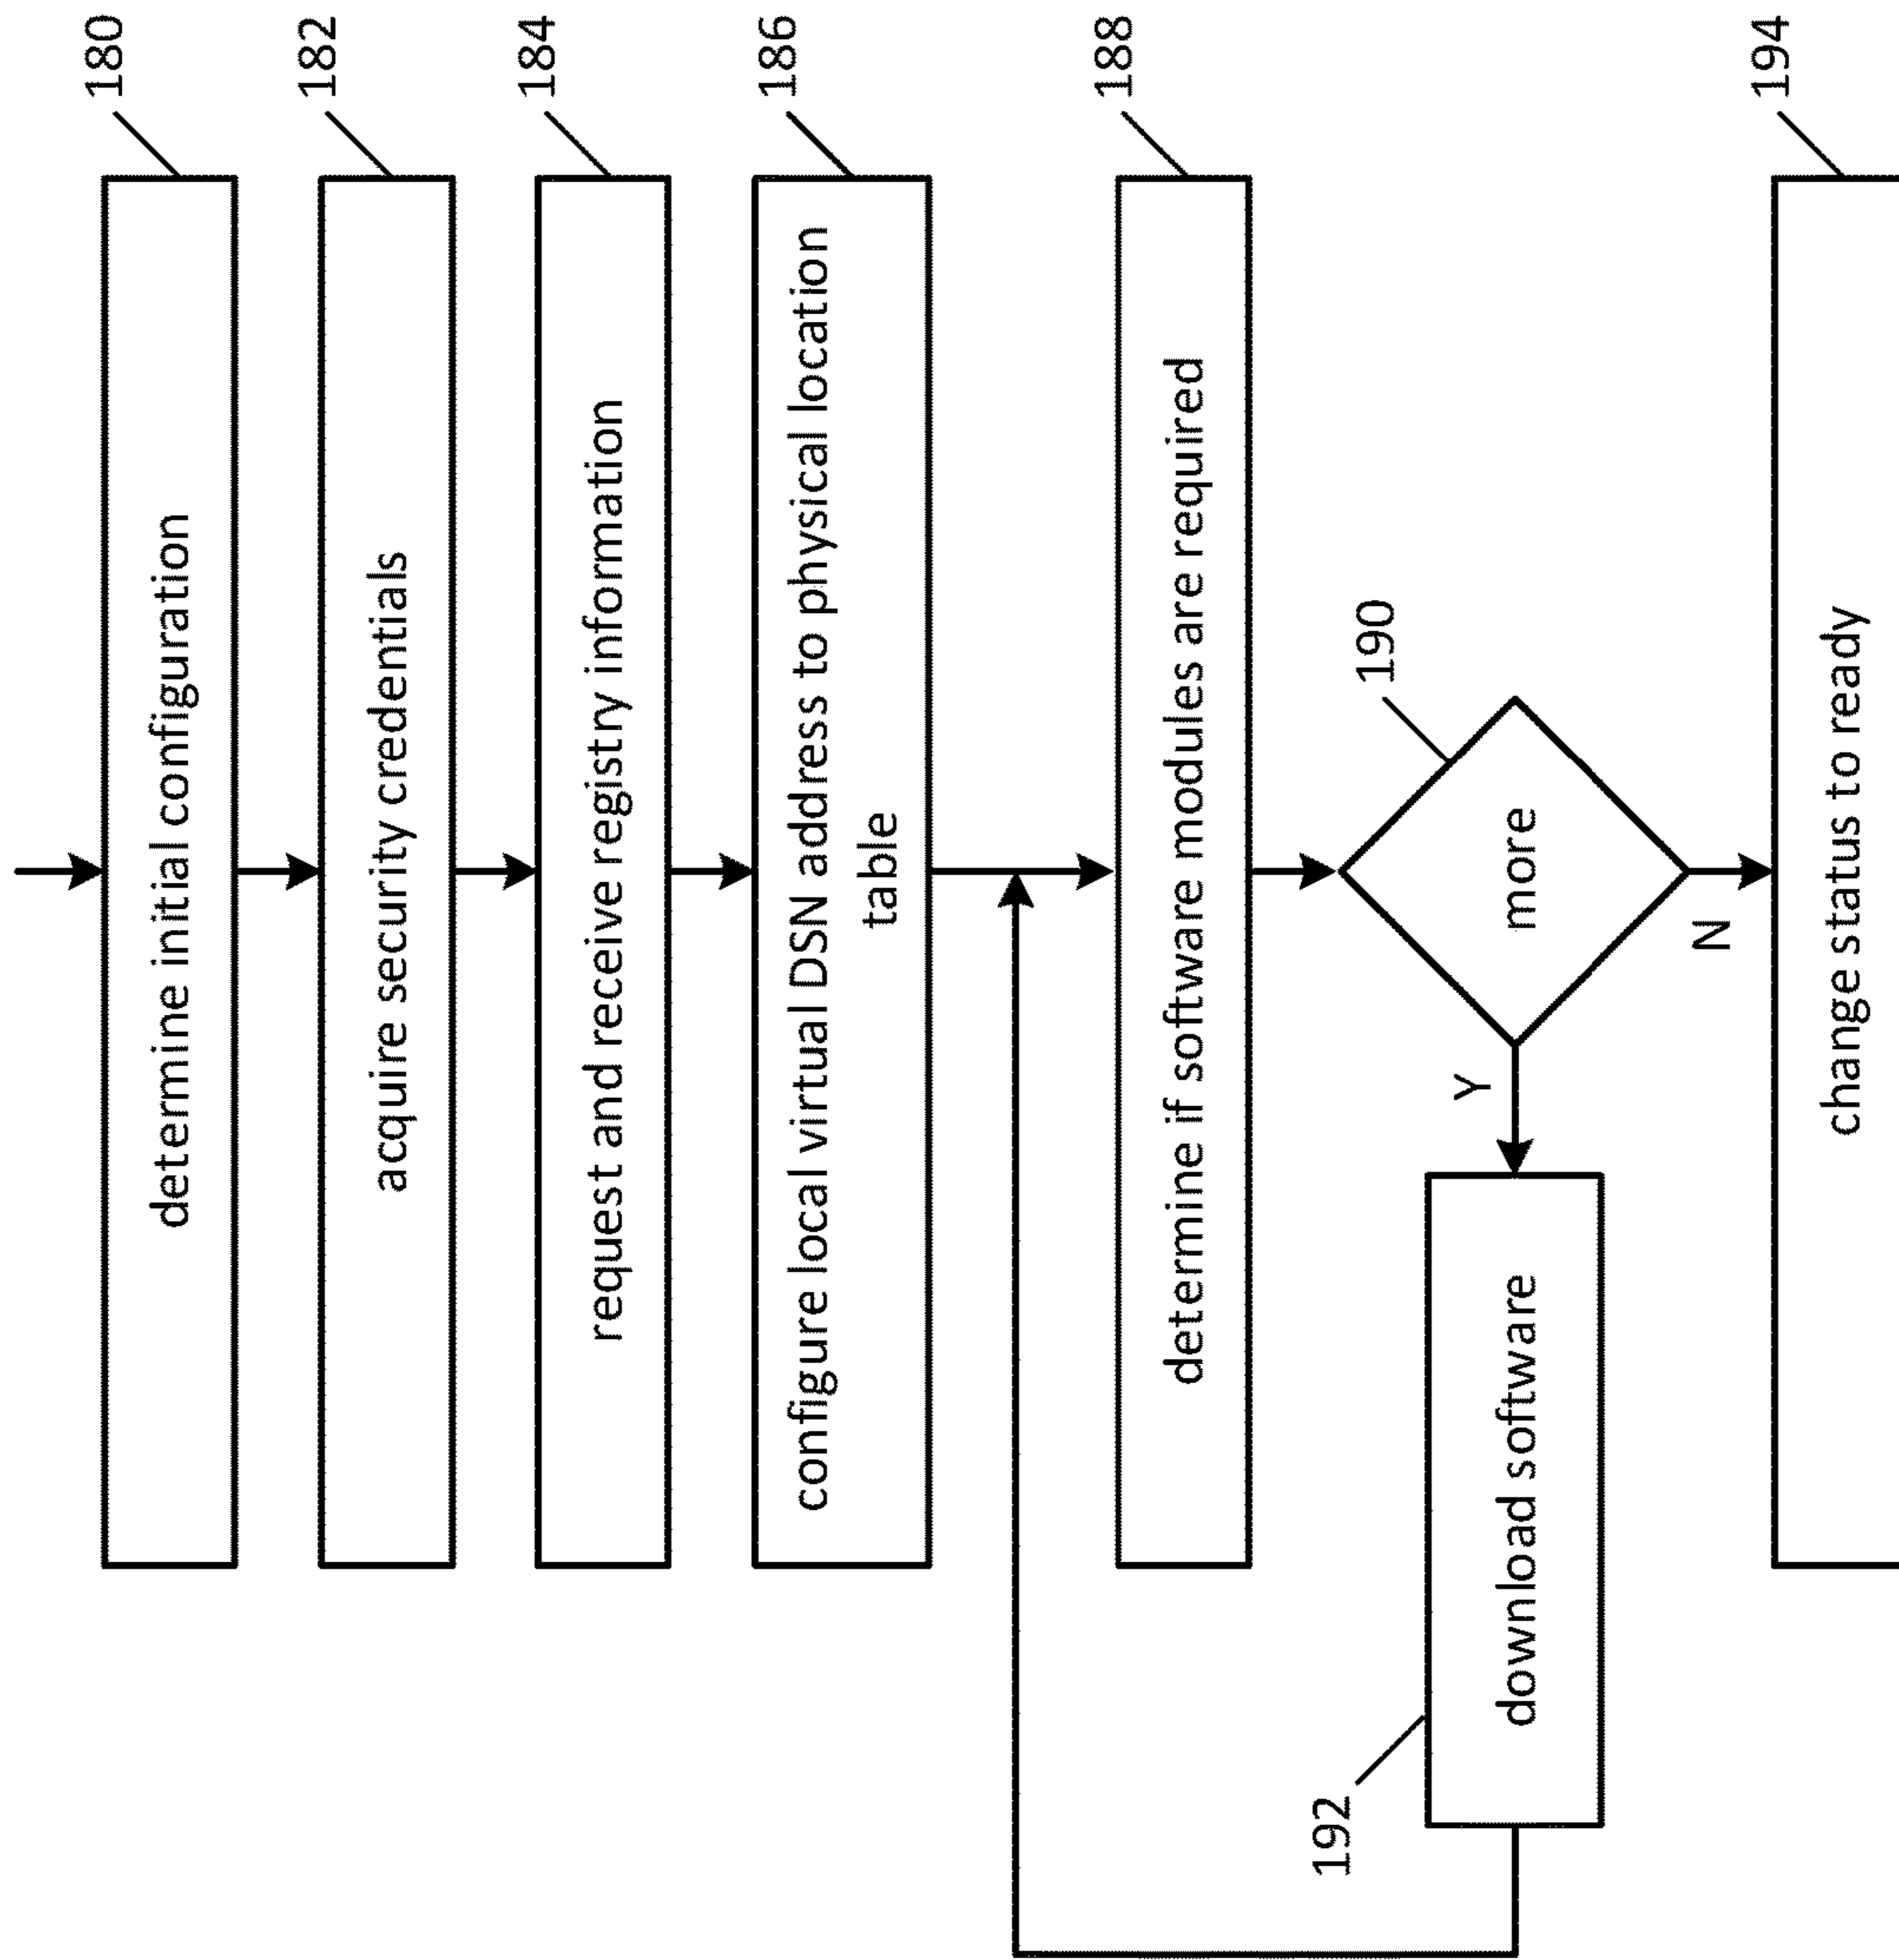 180
determine initial configuration
182
acquire security credentials
184
request and receive registry information
186
configure local virtual DSN address to physical location
table
188
determine if software modules are required
190
more
Y
N
192
download software
194
change status to ready